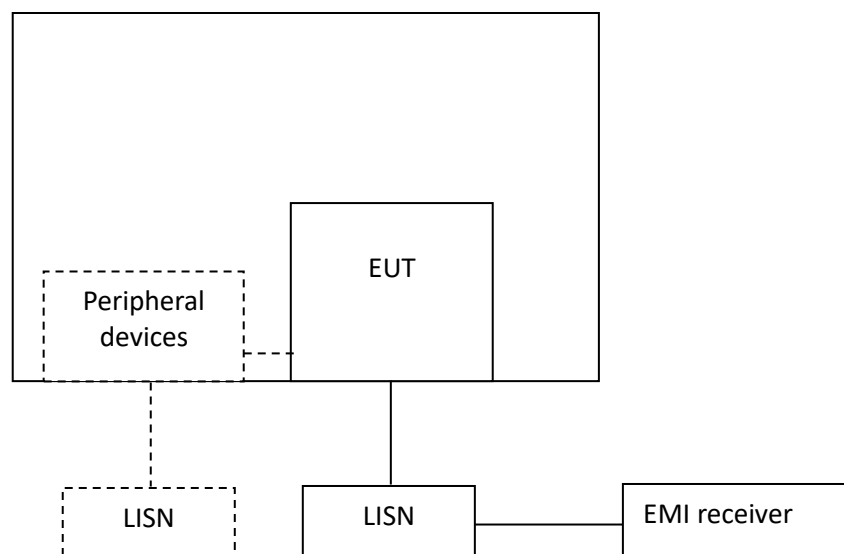 EUT
Peripheral
devices
LISN
LISN
EMI receiver